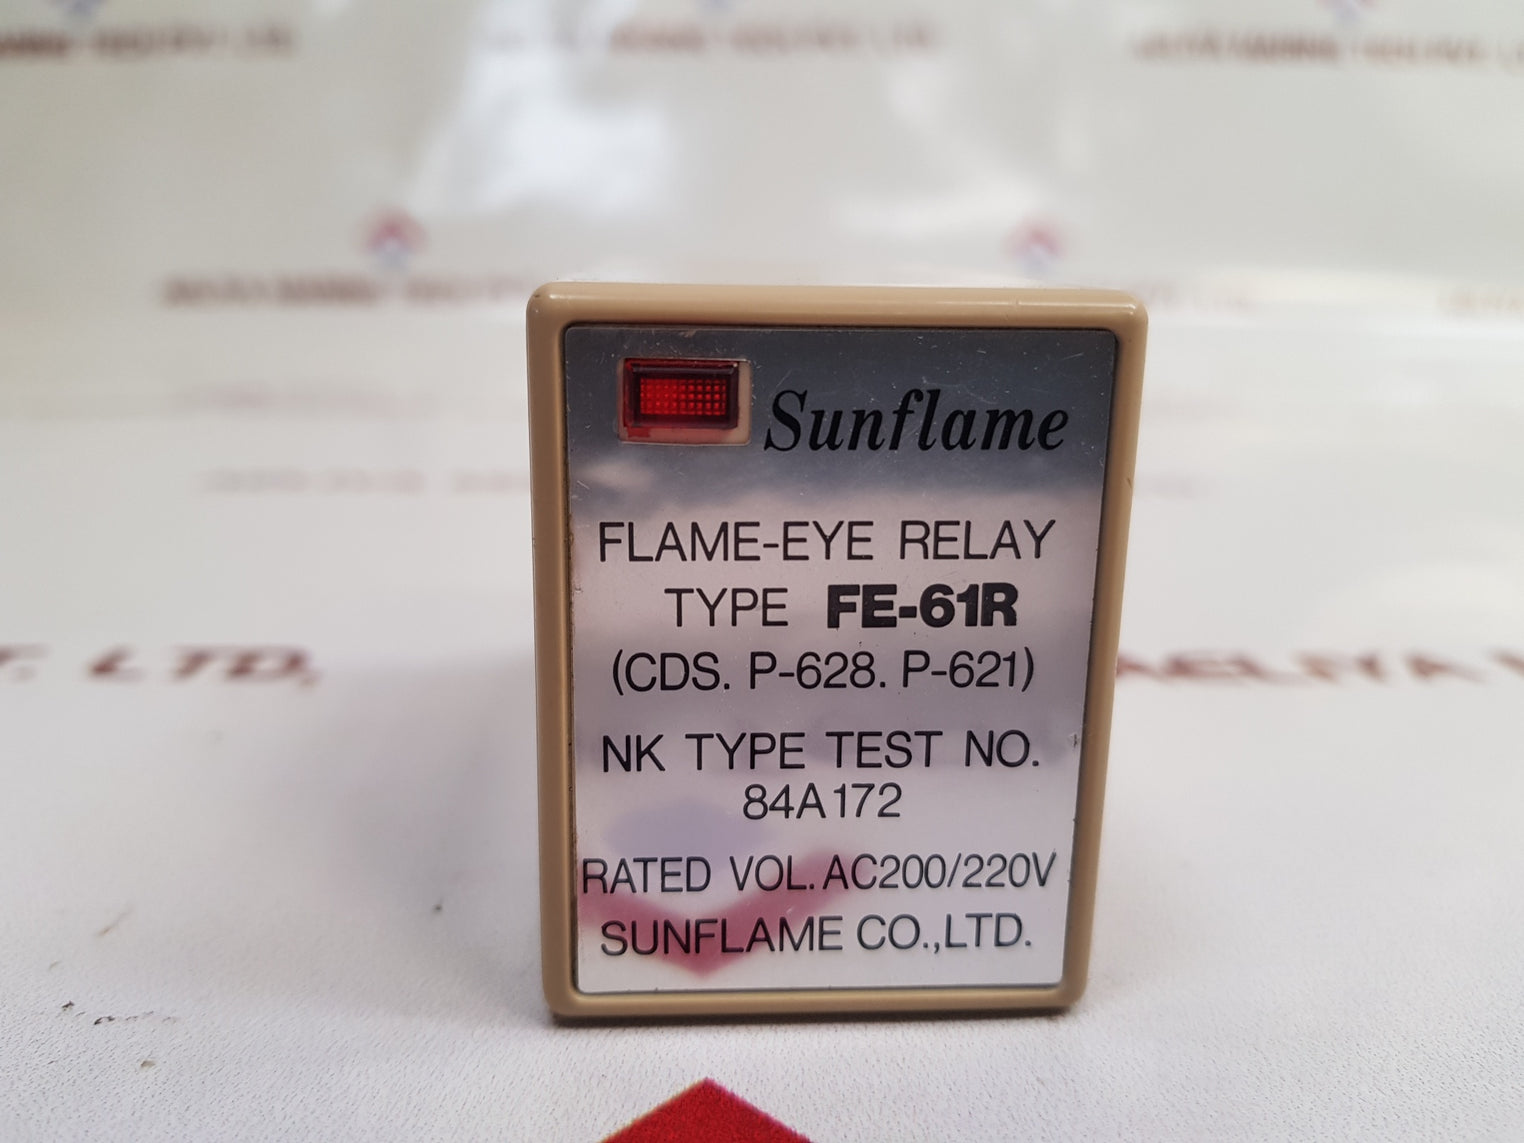 Sunflame
FLAME-EYE RELAY
TYPE FE-61R
(CDS. P-628. P-621)
NK TYPE TEST NO.
84A172
RATED VOL. AC200/220V
SUNFLAME CO.,LTD.
T. LTD,